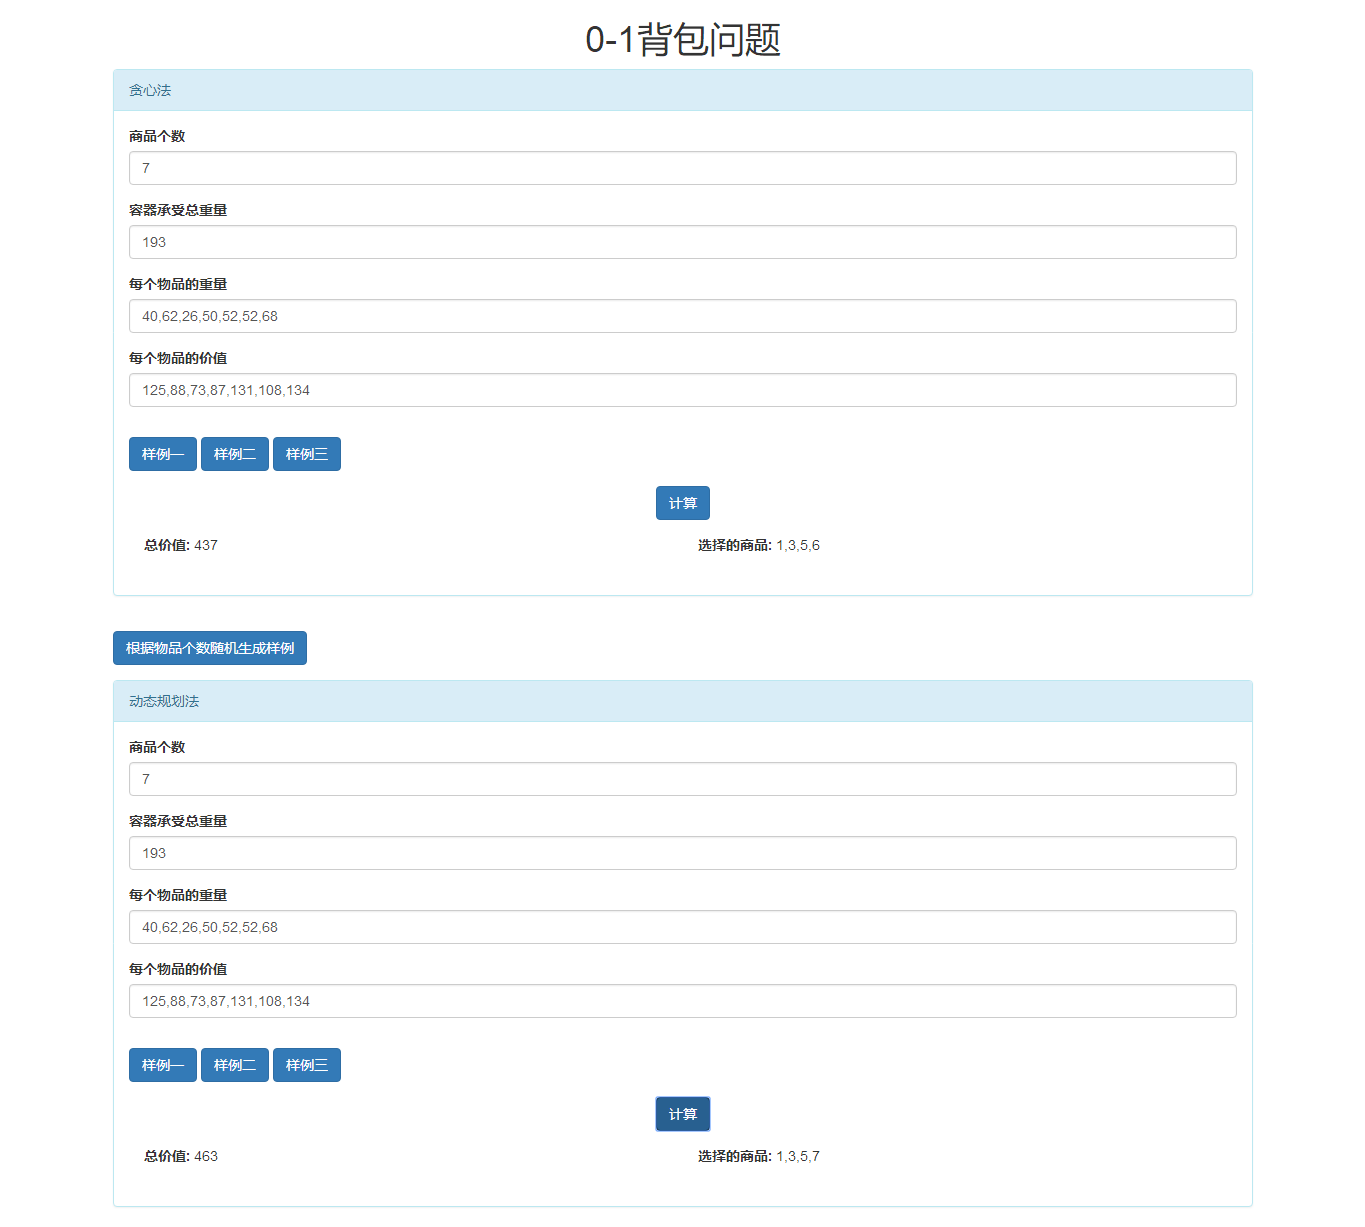 0-1背包问题
贪心法
商品个数
7
容器承受总重量
193
每个物品的重量
40,62,26,50,52,52,68
每个物品的价值
125,88,73,87,131,108,134
样例一 样例二 样例三
计算
总价值: 437 选择的商品: 1,3,5,6
根据物品个数随机生成样例
动态规划法
商品个数
7
容器承受总重量
193
每个物品的重量
40,62,26,50,52,52,68
每个物品的价值
125,88,73,87,131,108,134
样例一 样例二 样例三
计算
总价值: 463 选择的商品: 1,3,5,7